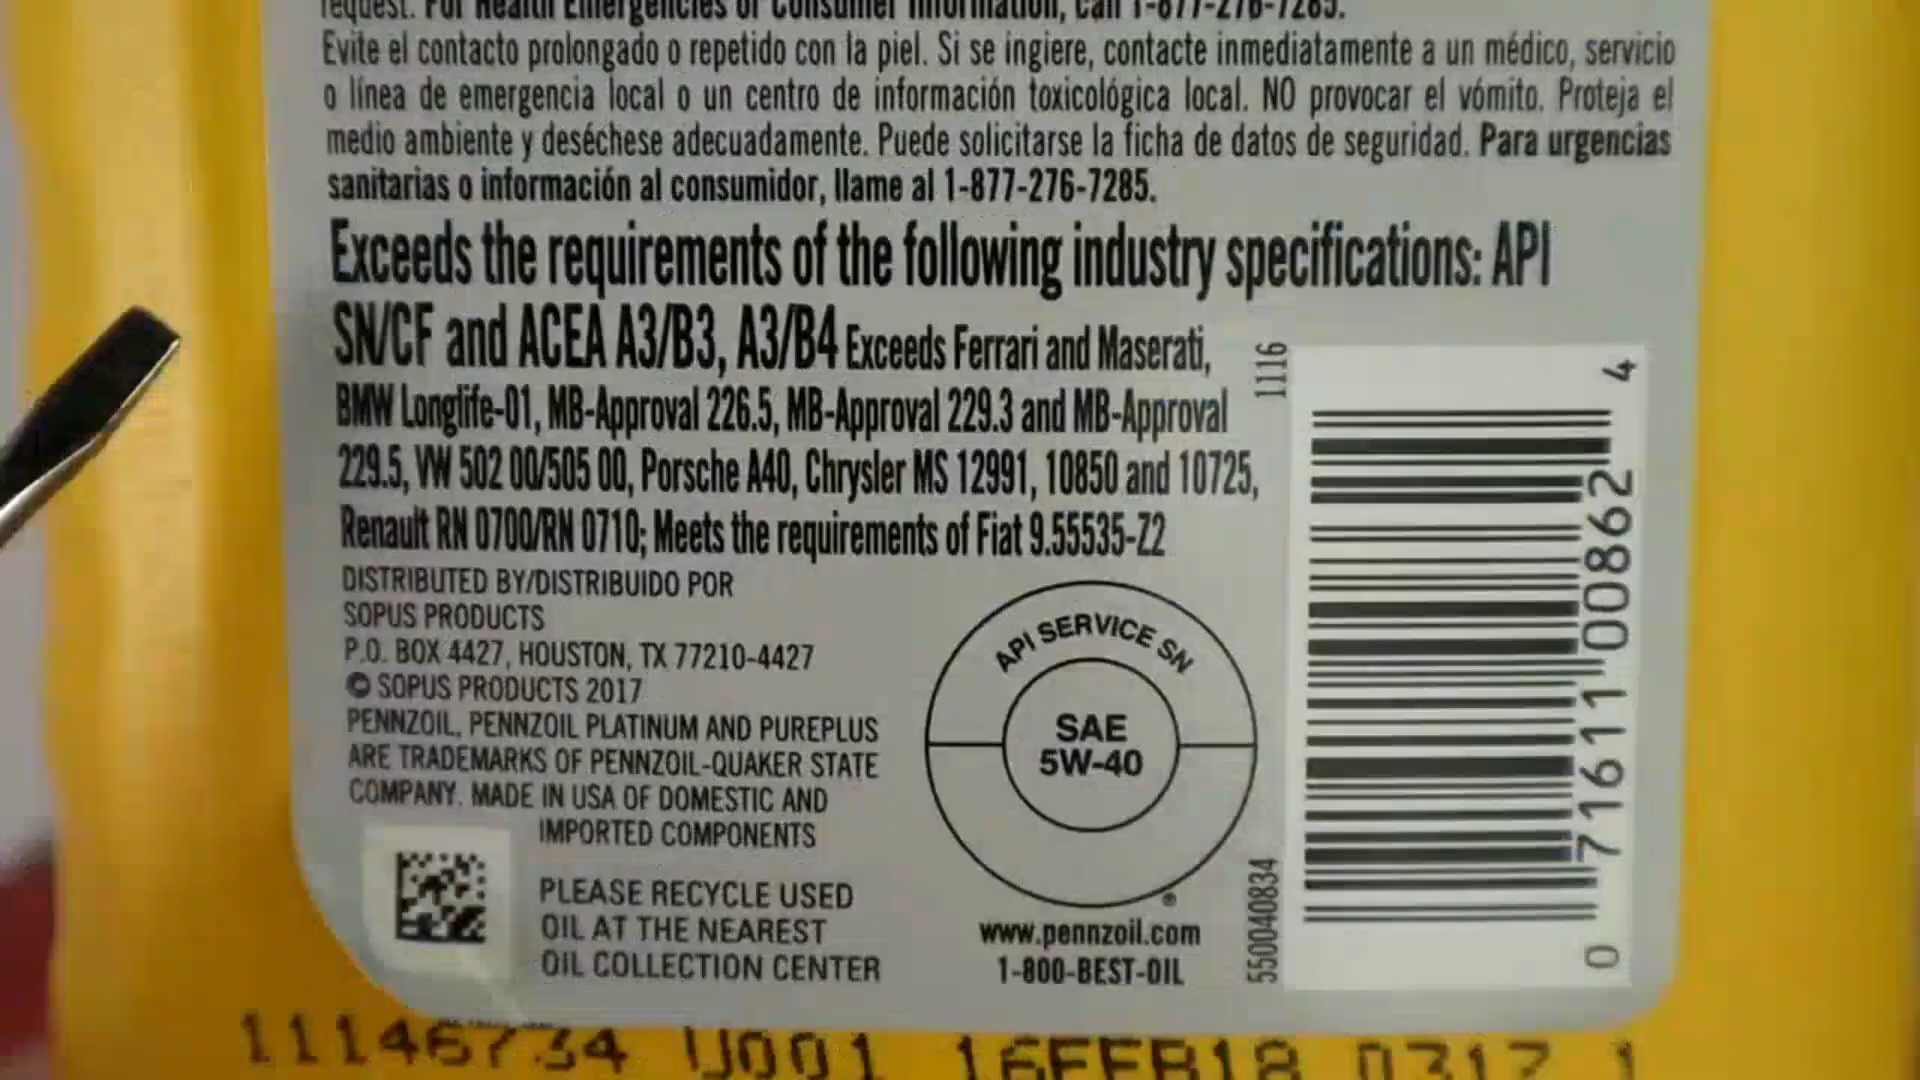 request. For Health Emergencies or Consumer Information, call 1-877-276-7285.
Evite el contacto prolongado o repetido con la piel. Si se ingiere, contacte inmediatamente a un médico, servicio
o línea de emergencia local o un centro de información toxicológica local. NO provocar el vómito. Proteja el
medio ambiente y deséchese adecuadamente. Puede solicitarse la ficha de datos de seguridad. Para urgencias
sanitarias o información al consumidor, llame al 1-877-276-7285.
Exceeds the requirements of the following industry specifications: API
SN/CF and ACEA A3/B3, A3/B4 Exceeds Ferrari and Maserati,
BMW Longlife-01, MB-Approval 226.5, MB-Approval 229.3 and MB-Approval
229.5, VW 502 00/505 00, Porsche A40, Chrysler MS 12991, 10850 and 10725,
Renault RN 0700/RN 0710; Meets the requirements of Fiat 9.55535-Z2
DISTRIBUTED BY/DISTRIBUIDO POR
SOPUS PRODUCTS
P.O. BOX 4427, HOUSTON, TX 77210-4427
© SOPUS PRODUCTS 2017
PENNZOIL, PENNZOIL PLATINUM AND PUREPLUS
ARE TRADEMARKS OF PENNZOIL-QUAKER STATE
COMPANY. MADE IN USA OF DOMESTIC AND
IMPORTED COMPONENTS
PLEASE RECYCLE USED
OIL AT THE NEAREST
OIL COLLECTION CENTER
API SERVICE SN
SAE
5W-40
®
www.pennzoil.com
1-800-BEST-OIL
1116
550040834
0 71611 00862 4
11146734 U001 16FEB18 0317 1